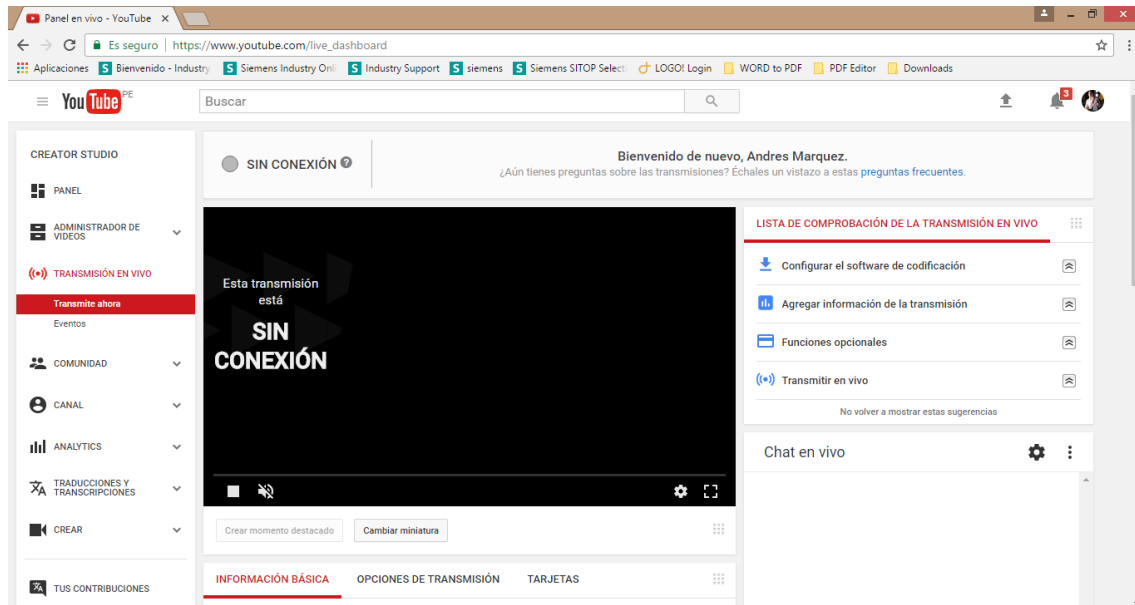 Panel en vivo - YouTube
Es seguro | https://www.youtube.com/live_dashboard
Aplicaciones S Bienvenido - Industry S Siemens Industry Onli S Industry Support S siemens S Siemens SITOP Select LOGO! Login WORD to PDF PDF Editor Downloads
YouTube PE
Buscar
3
CREATOR STUDIO
PANEL
ADMINISTRADOR DE
VIDEOS
TRANSMISIÓN EN VIVO
Transmite ahora
Eventos
COMUNIDAD
CANAL
ANALYTICS
TRADUCCIONES Y
TRANSCRIPCIONES
CREAR
TUS CONTRIBUCIONES
SIN CONEXIÓN ?
Bienvenido de nuevo, Andres Marquez.
¿Aún tienes preguntas sobre las transmisiones? Échales un vistazo a estas preguntas frecuentes.
Esta transmisión
está
SIN
CONEXIÓN
Crear momento destacado Cambiar miniatura
INFORMACIÓN BÁSICA OPCIONES DE TRANSMISIÓN TARJETAS
LISTA DE COMPROBACIÓN DE LA TRANSMISIÓN EN VIVO
Configurar el software de codificación
Agregar información de la transmisión
Funciones opcionales
Transmitir en vivo
No volver a mostrar estas sugerencias
Chat en vivo